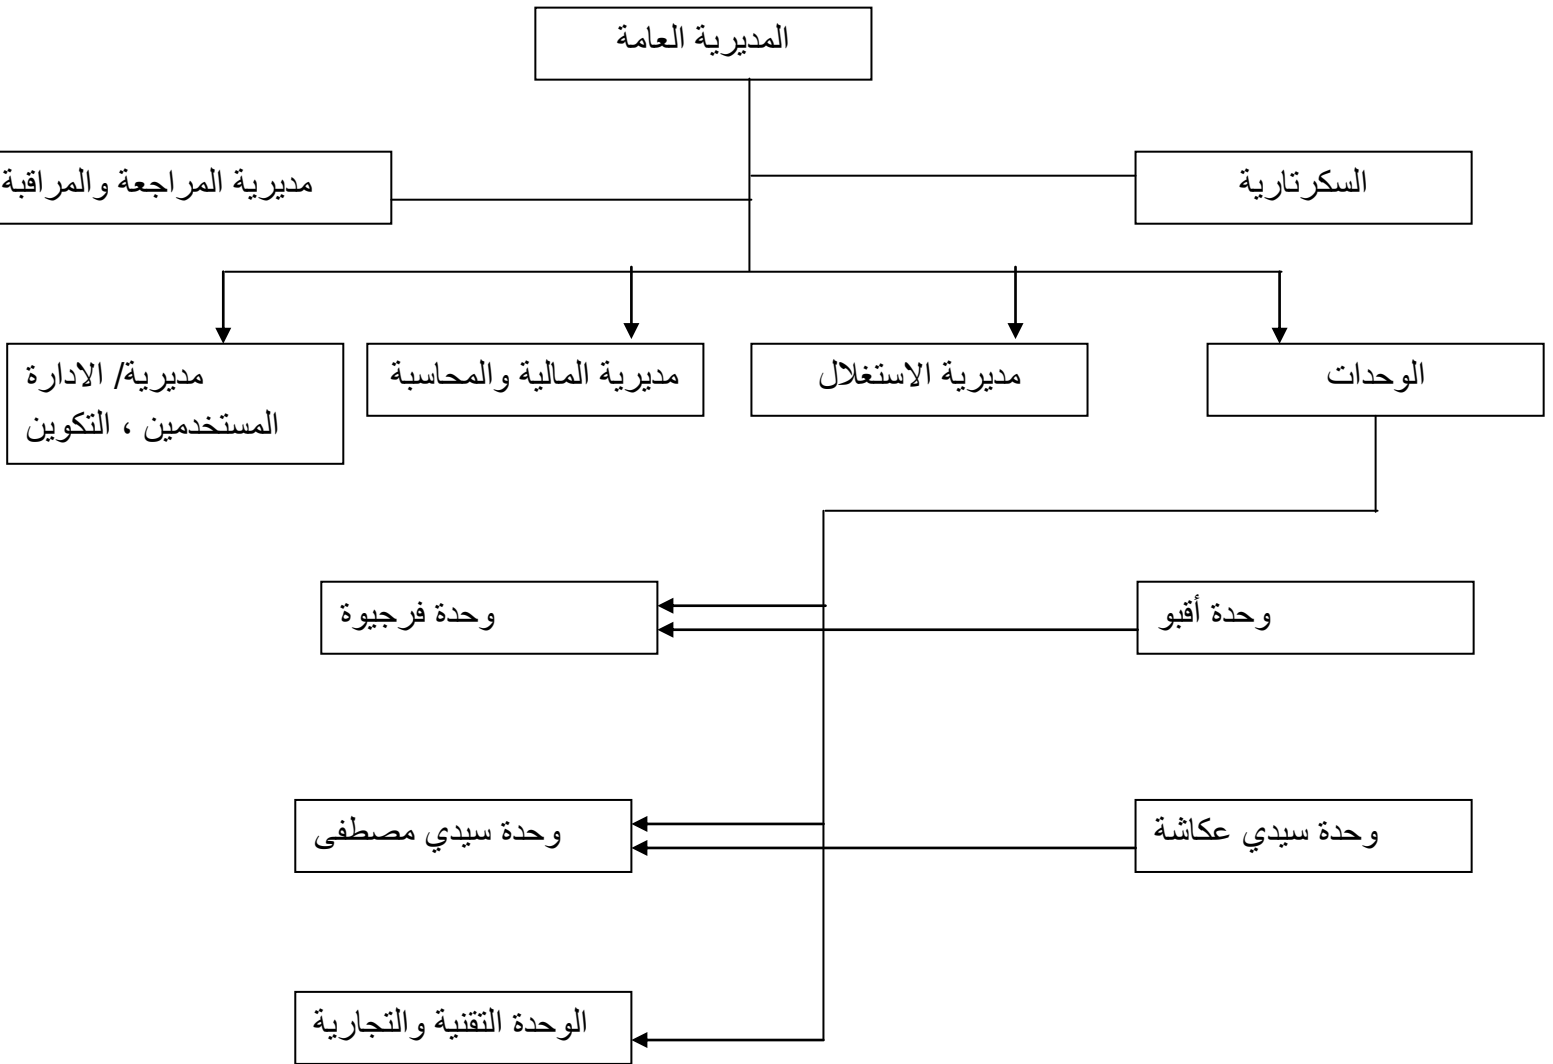 المديرية العامة
السكرتارية
مديرية المراجعة والمراقبة
الوحدات
مديرية الاستغلال
مديرية المالية والمحاسبة
مديرية/ الادارة
المستخدمين ، التكوين
وحدة أقبو
وحدة فرجيوة
وحدة سيدي عكاشة
وحدة سيدي مصطفى
الوحدة التقنية والتجارية